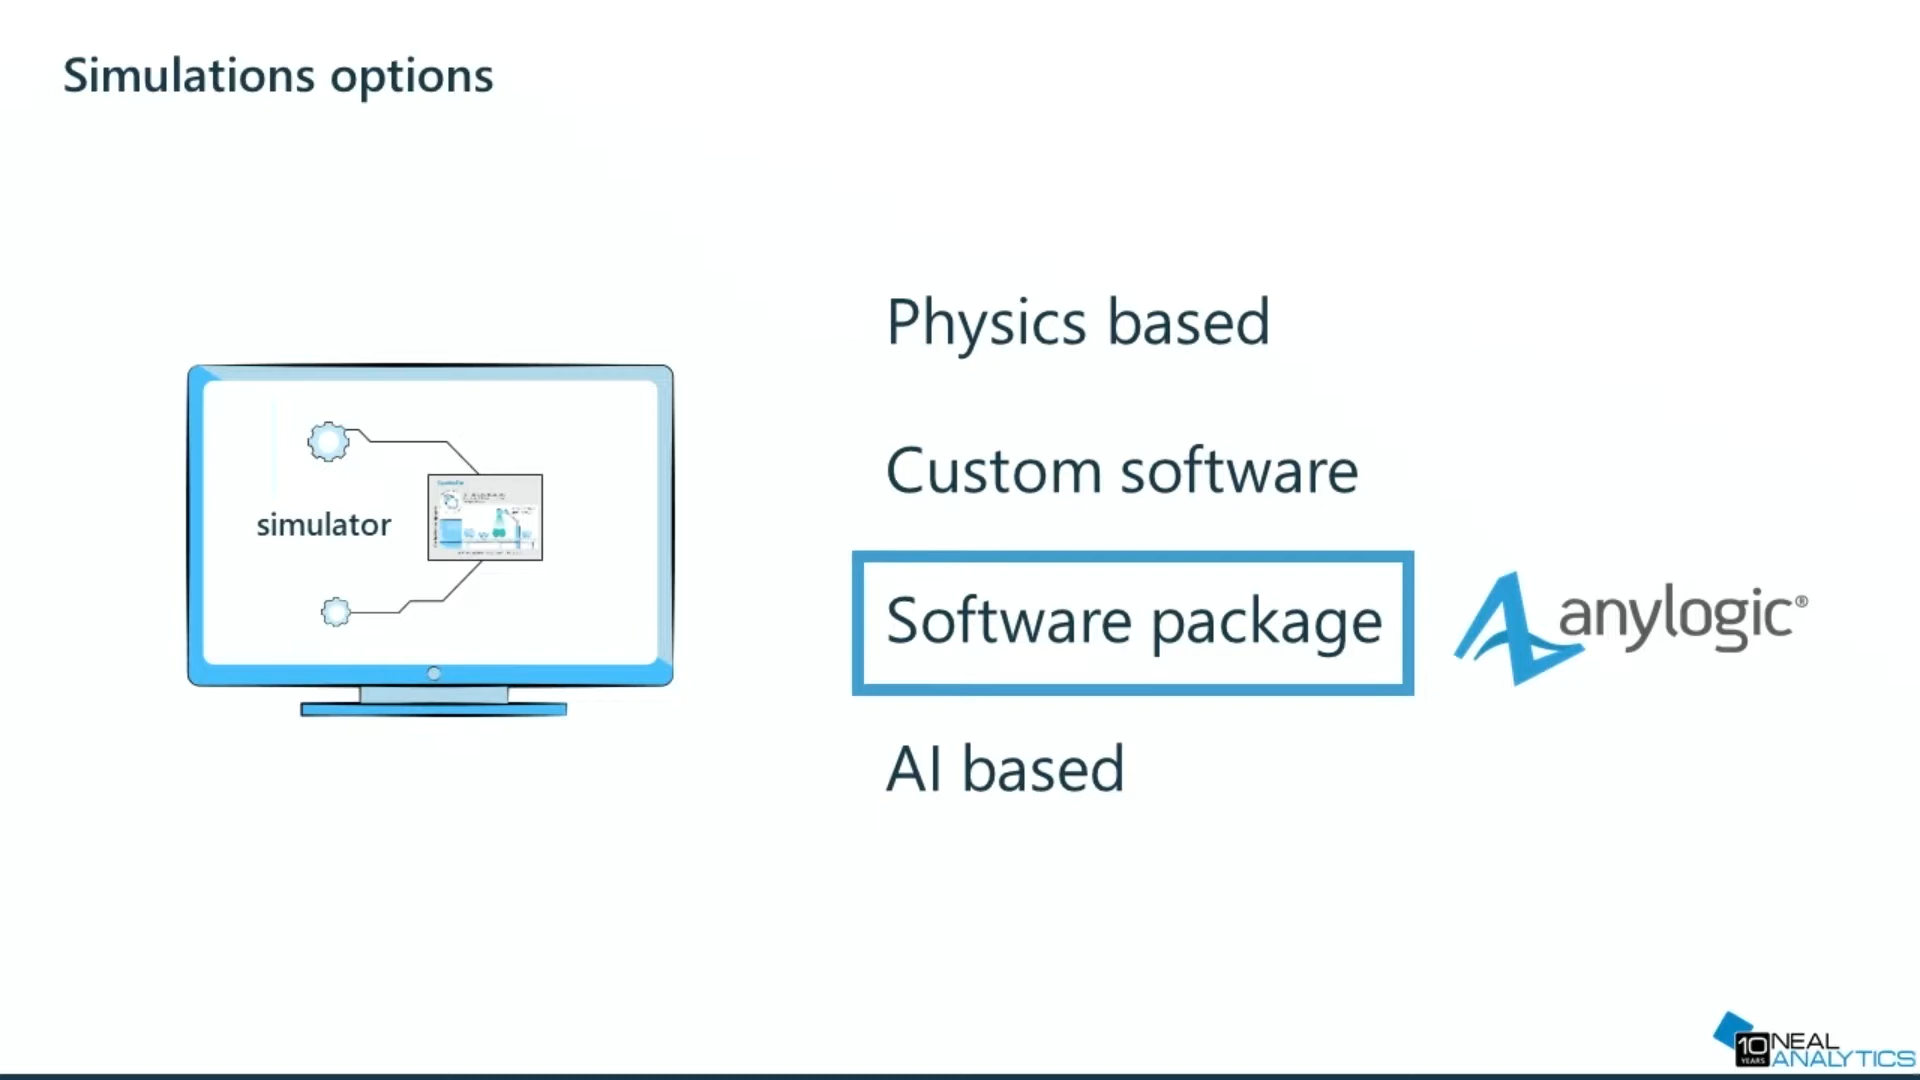 Simulations options
Physics based
Custom software
simulator
Software package
anylogic®
AI based
10 YEARS
NEAL
ANALYTICS